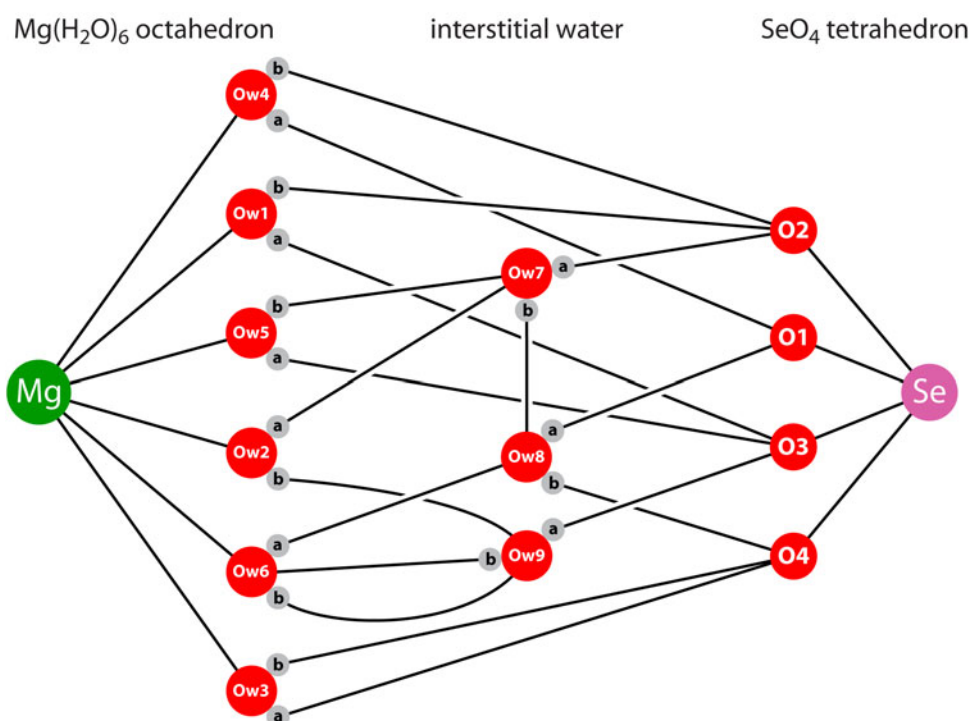 Mg(H₂O)₆ octahedron interstitial water SeO₄ tetrahedron
b
Ow4
a
b
Ow1
a
O2
Ow7 a
b
b
Ow5
a
O1
Mg
Se
a
Ow2
b
a
Ow8
b
O3
a
Ow6
b
a
b Ow9
O4
b
Ow3
a